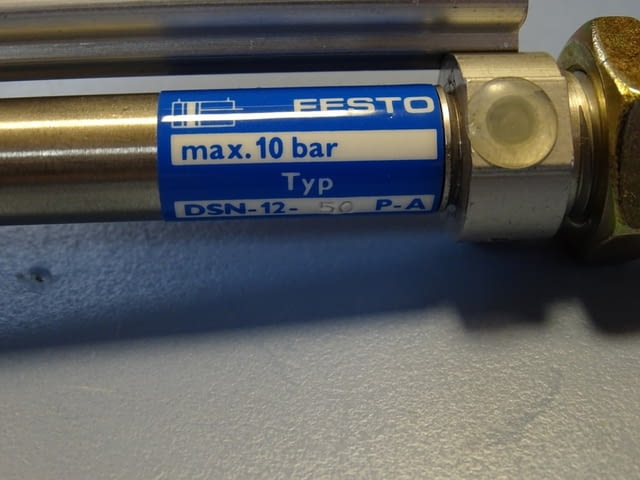 FESTO
max. 10 bar
Typ
DSN-12- 50 P-A